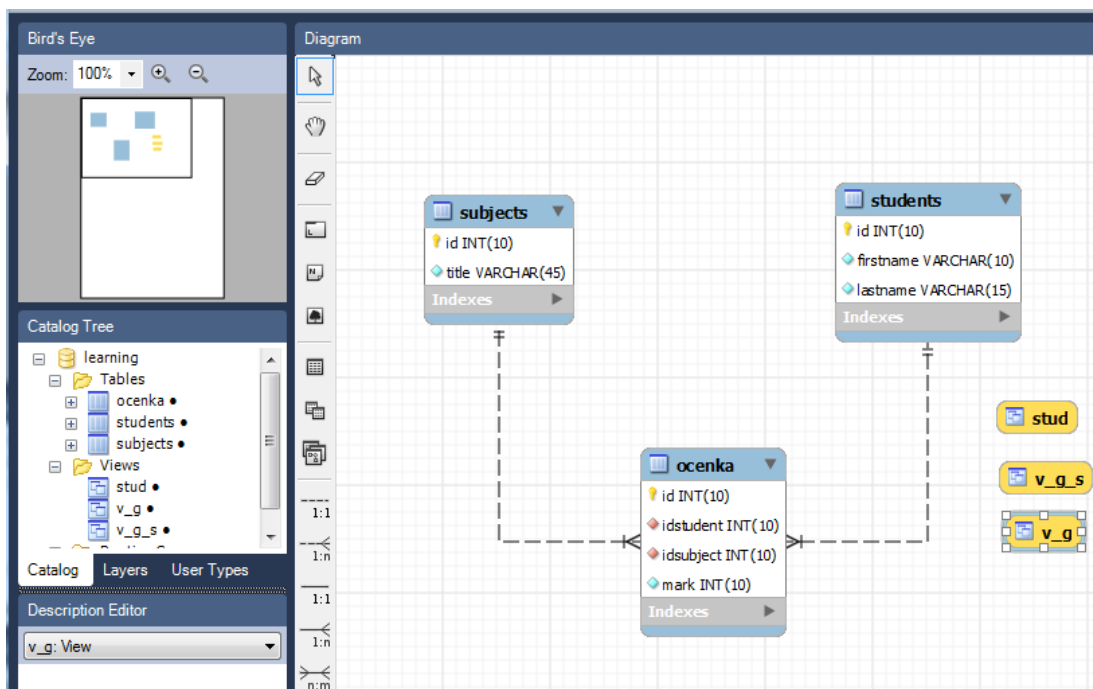 Bird's Eye
Zoom: 100%
Catalog Tree
learning
Tables
ocenka
students
subjects
Views
stud
v_g
v_g_s
Catalog Layers User Types
Description Editor
v_g: View
Diagram
1:1
1:n
1:1
1:n
n:m
subjects
id INT(10)
title VARCHAR(45)
Indexes
students
id INT(10)
firstname VARCHAR(10)
lastname VARCHAR(15)
Indexes
ocenka
id INT(10)
idstudent INT(10)
idsubject INT(10)
mark INT(10)
Indexes
stud
v_g_s
v_g